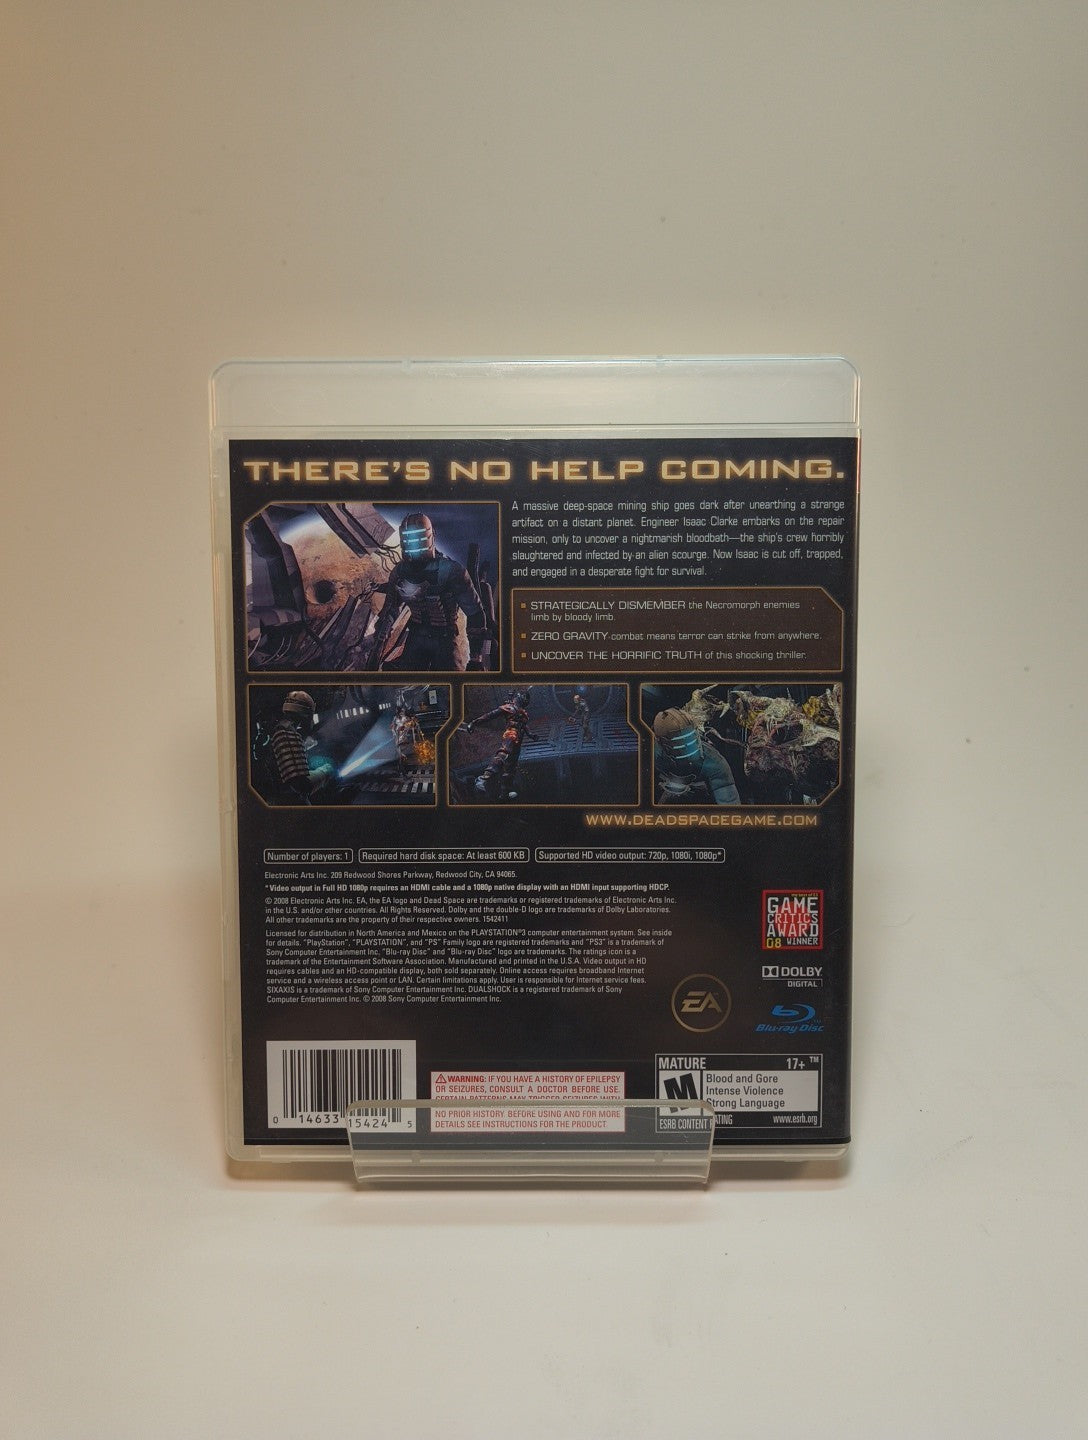 THERE'S NO HELP COMING.
A massive deep-space mining ship goes dark after unearthing a strange
artifact on a distant planet. Engineer Isaac Clarke embarks on the repair
mission, only to uncover a nightmarish bloodbath—the ship's crew horribly
slaughtered and infected by an alien scourge. Now Isaac is cut off, trapped,
and engaged in a desperate fight for survival.
▪ STRATEGICALLY DISMEMBER the Necromorph enemies
limb by bloody limb.
▪ ZERO GRAVITY combat means terror can strike from anywhere.
▪ UNCOVER THE HORRIFIC TRUTH of this shocking thriller.
WWW.DEADSPACEGAME.COM
Number of players: 1
Required hard disk space: At least 600 KB
Supported HD video output: 720p, 1080i, 1080p*
Electronic Arts Inc. 209 Redwood Shores Parkway, Redwood City, CA 94065.
* Video output in Full HD 1080p requires an HDMI cable and a 1080p native display with an HDMI input supporting HDCP.
© 2008 Electronic Arts Inc. EA, the EA logo and Dead Space are trademarks or registered trademarks of Electronic Arts Inc.
in the U.S. and/or other countries. All Rights Reserved. Dolby and the double-D logo are trademarks of Dolby Laboratories.
All other trademarks are the property of their respective owners. 1542411
Licensed for distribution in North America and Mexico on the PLAYSTATION®3 computer entertainment system. See inside
for details. "PlayStation", "PLAYSTATION", and "PS" Family logo are registered trademarks and "PS3" is a trademark of
Sony Computer Entertainment Inc. "Blu-ray Disc" and "Blu-ray Disc" logo are trademarks. The ratings icon is a
trademark of the Entertainment Software Association. Manufactured and printed in the U.S.A. Video output in HD
requires cables and an HD-compatible display, both sold separately. Online access requires broadband Internet
service and a wireless access point or LAN. Certain limitations apply. User is responsible for Internet service fees.
SIXAXIS is a trademark of Sony Computer Entertainment Inc. DUALSHOCK is a registered trademark of Sony
Computer Entertainment Inc. © 2008 Sony Computer Entertainment Inc.
GAME
CRITICS
AWARD
08 WINNER
DOLBY
DIGITAL
EA
Blu-ray Disc™
0 14633 15424 5
WARNING: IF YOU HAVE A HISTORY OF EPILEPSY
OR SEIZURES, CONSULT A DOCTOR BEFORE USE.
CERTAIN PATTERNS MAY TRIGGER SEIZURES WITH
NO PRIOR HISTORY BEFORE USING AND FOR MORE
DETAILS SEE INSTRUCTIONS FOR THE PRODUCT
MATURE 17+ ™
M
Blood and Gore
Intense Violence
Strong Language
ESRB CONTENT RATING www.esrb.org